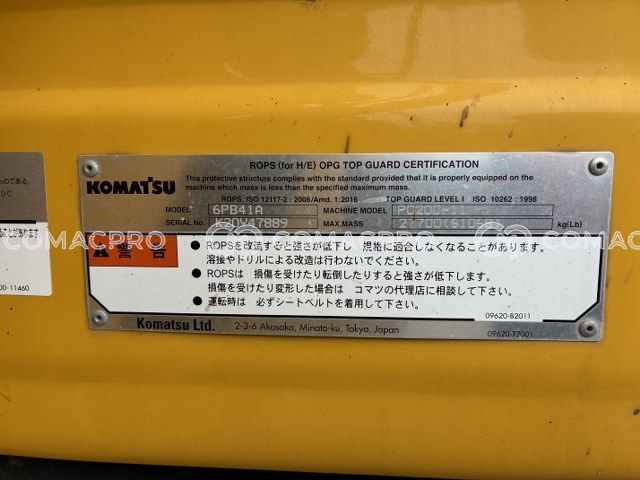 ROPS (for H/E) OPG TOP GUARD CERTIFICATION
KOMATSU
This protective structure complies with the standard provided that it is properly equipped on the
machine which mass is less than the specified maximum mass.
ROPS: ISO 12117-2 : 2008/Amd. 1:2016 TOP GUARD LEVEL I ISO 10262 : 1998
MODEL 6PB41A MACHINE MODEL PC200-11
SERIAL No. K20W47889 MAX.MASS kg(Lb)
COMACPRO COMACPRO COMACPRO
警 告
● ROPSを改造すると強さが低下し 規格に適合しなくなることがあります。
溶接やドリルによる改造は行わないでください。
● ROPSは 損傷を受けたり転倒したりすると強さが低下します。
損傷を受けたり変形した場合は コマツの代理店に相談して下さい。
● 運転時は 必ずシートベルトを着用して下さい。
09620-B2011
Komatsu Ltd. 2-3-6 Akasaka, Minato-ku, Tokyo, Japan
09620-T2001
00-11460